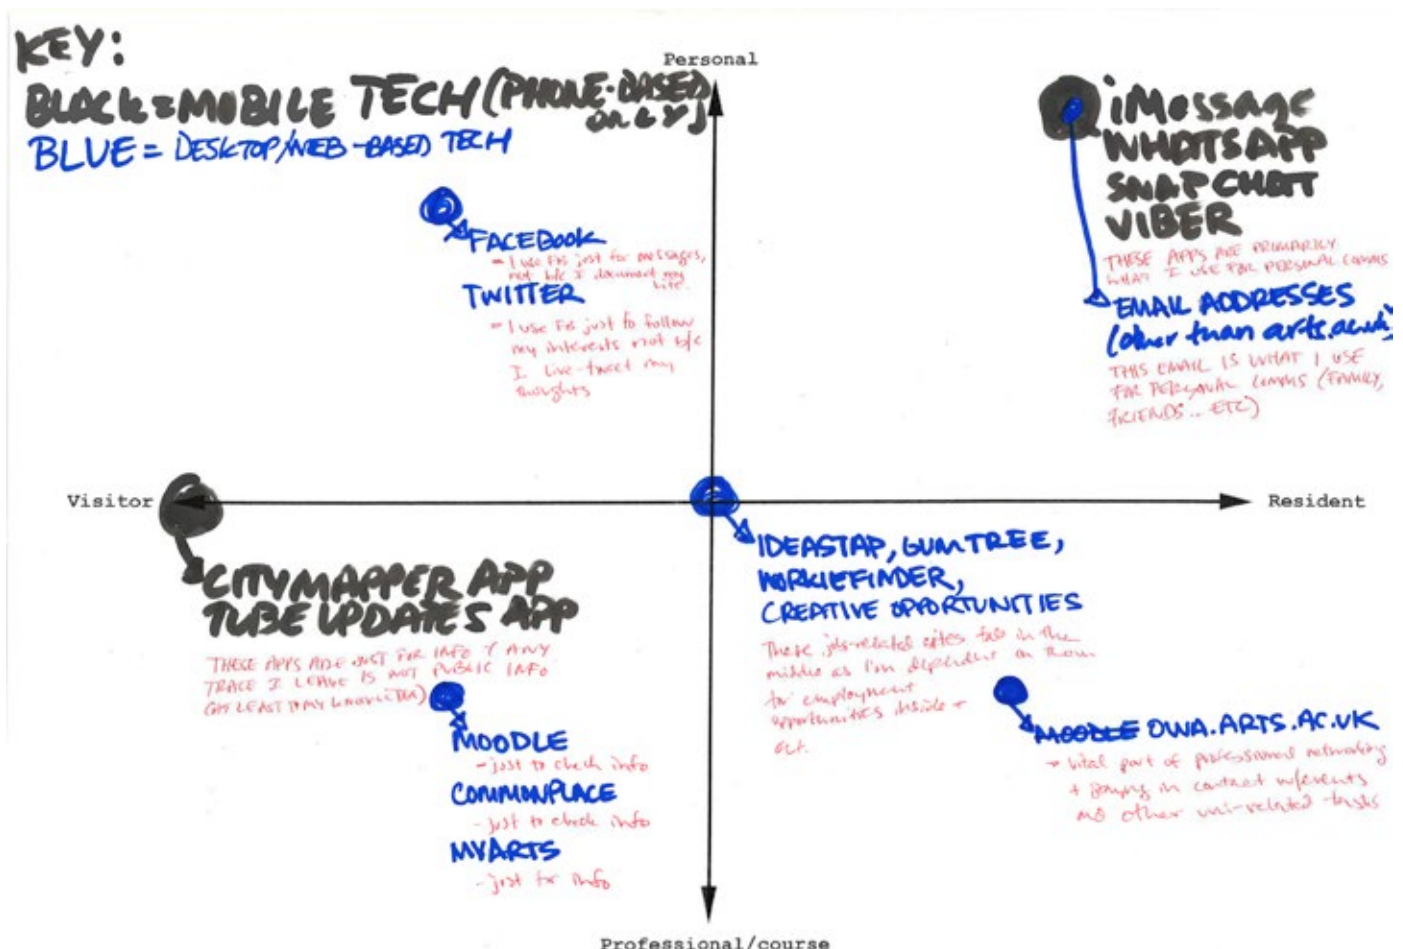 KEY:
Personal
BLACK = MOBILE TECH (PHONE-BASED
ONLY)
BLUE = DESKTOP/WEB-BASED TECH
FACEBOOK
- I use FB just for messages,
not b/c I document my
life.
TWITTER
- I use FB just to follow
my interests not b/c
I live-tweet my
thoughts
iMessage
WHATSAPP
SNAPCHAT
VIBER
THESE APPS ARE PRIMARILY
WHAT I USE FOR PERSONAL COMMS
EMAIL ADDRESSES
(other than arts.ac.uk)
THIS EMAIL IS WHAT I USE
FOR PERSONAL COMMS (FAMILY,
FRIENDS... ETC)
Visitor
Resident
CITYMAPPER APP
TUBE UPDATES APP
THESE APPS ARE JUST FOR INFO & ANY
TRACE I LEAVE IS NOT PUBLIC INFO
(AT LEAST TO MY KNOWLEDGE)
IDEASTAP, GUMTREE,
CREATIVE OPPORTUNITIES
These job-related sites fall in the
middle as I'm dependent on them
for employment
opportunities inside +
out.
MOODLE
- just to check info
COMMONPLACE
- just to check info
MYARTS
- just for info
MOODLE OWA.ARTS.AC.UK
vital part of professional networking
+ in contact w/events
and other uni-related tasks
Professional/course